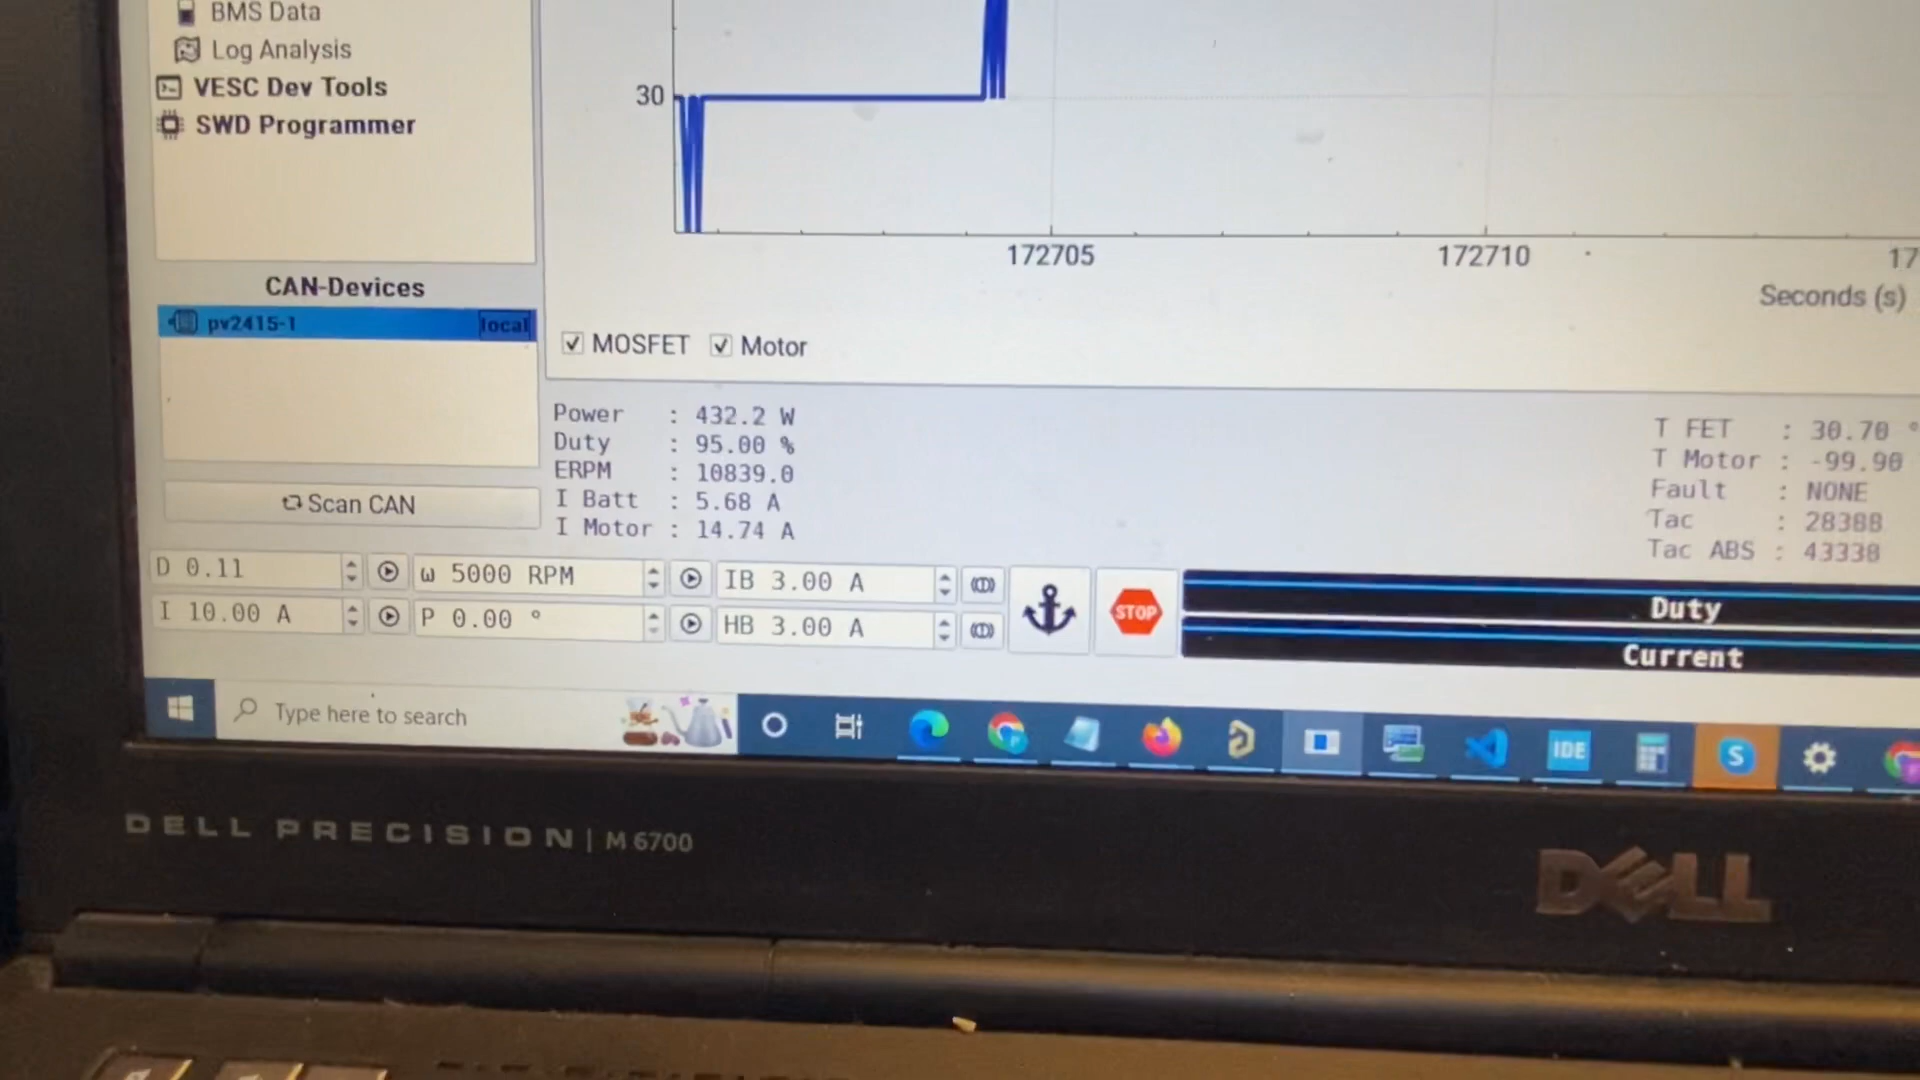 BMS Data
Log Analysis
VESC Dev Tools
SWD Programmer
30
172705
172710
17
Seconds (s)
CAN-Devices
pv2415-1 local
MOSFET Motor
Scan CAN
Power : 432.2 W
Duty : 95.00 %
ERPM : 10839.0
I Batt : 5.68 A
I Motor : 14.74 A
T FET : 30.70 °
T Motor : -99.90
Fault : NONE
Tac : 28388
Tac ABS : 43338
D 0.11
ω 5000 RPM
IB 3.00 A
I 10.00 A
P 0.00 °
HB 3.00 A
STOP
Duty
Current
Type here to search
IDE
S
DELL PRECISION | M6700
DELL